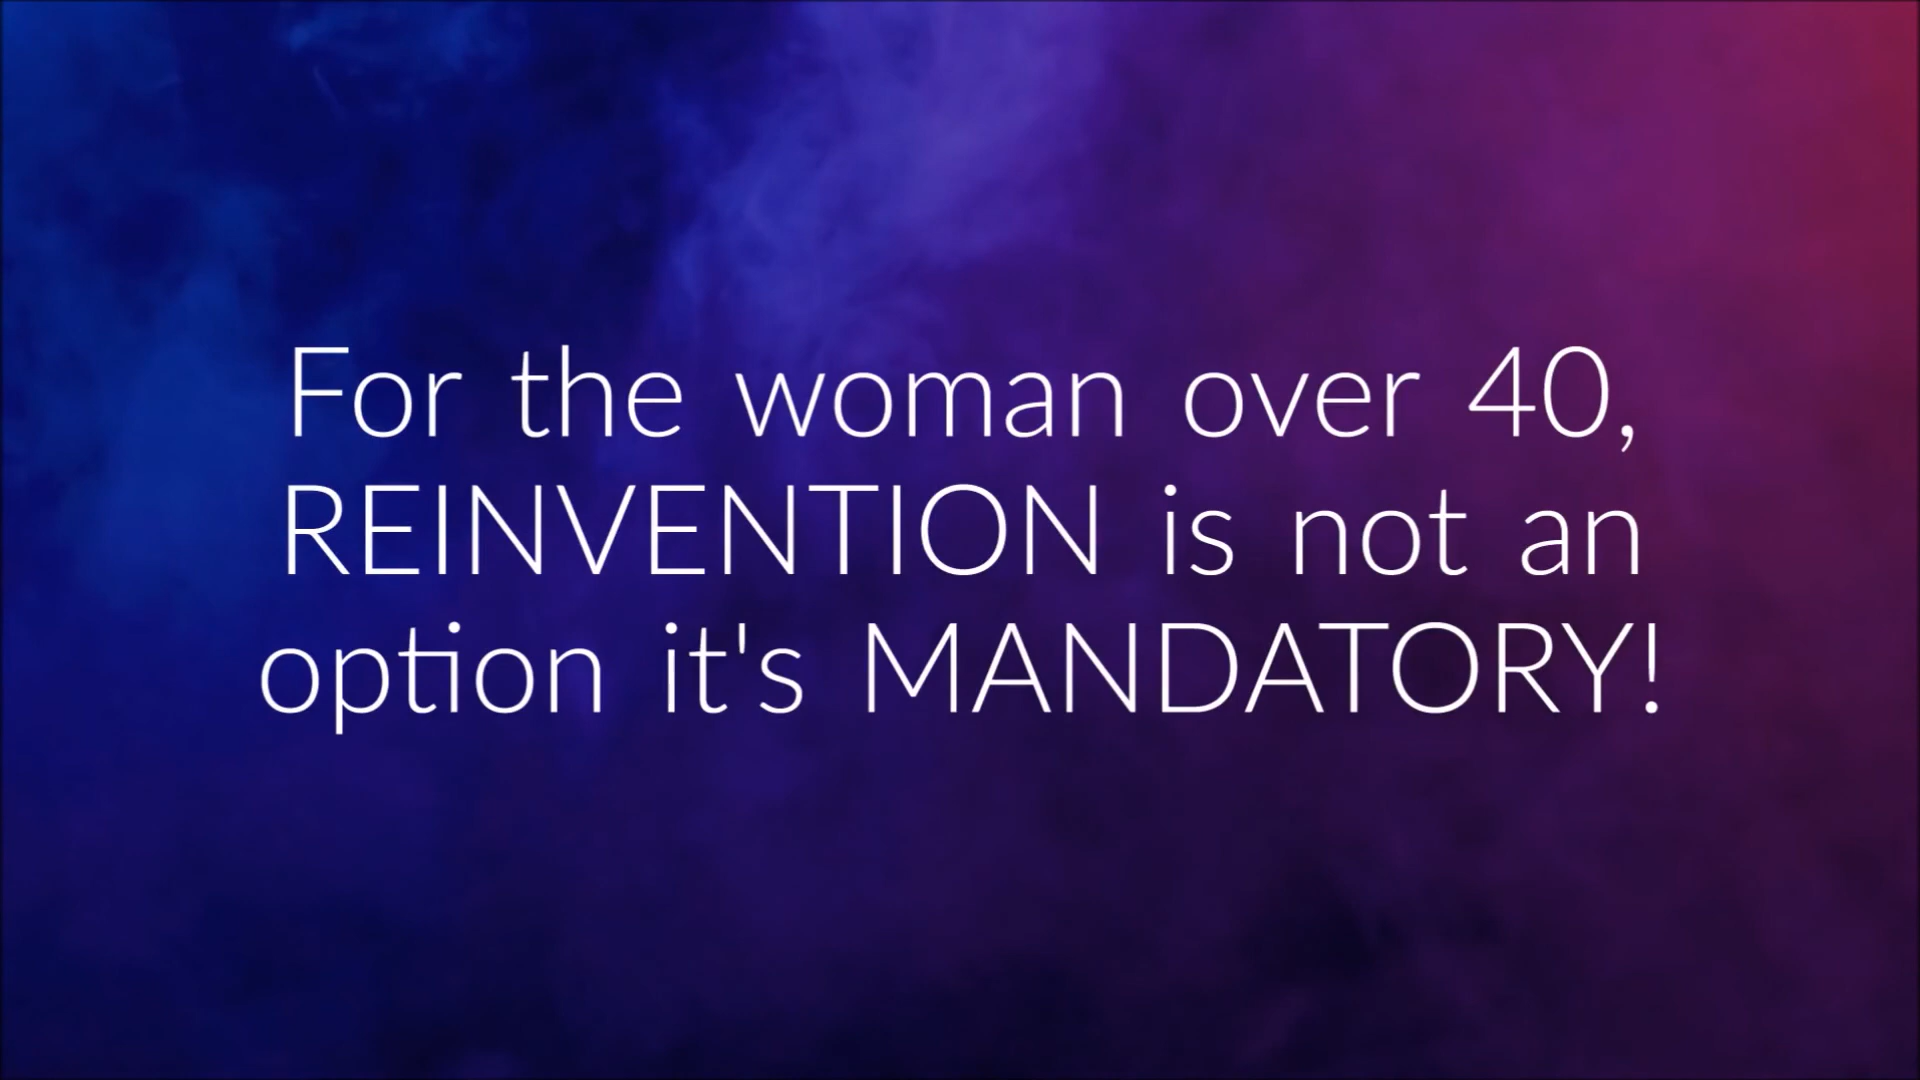 For the woman over 40,
REINVENTION is not an
option it's MANDATORY!